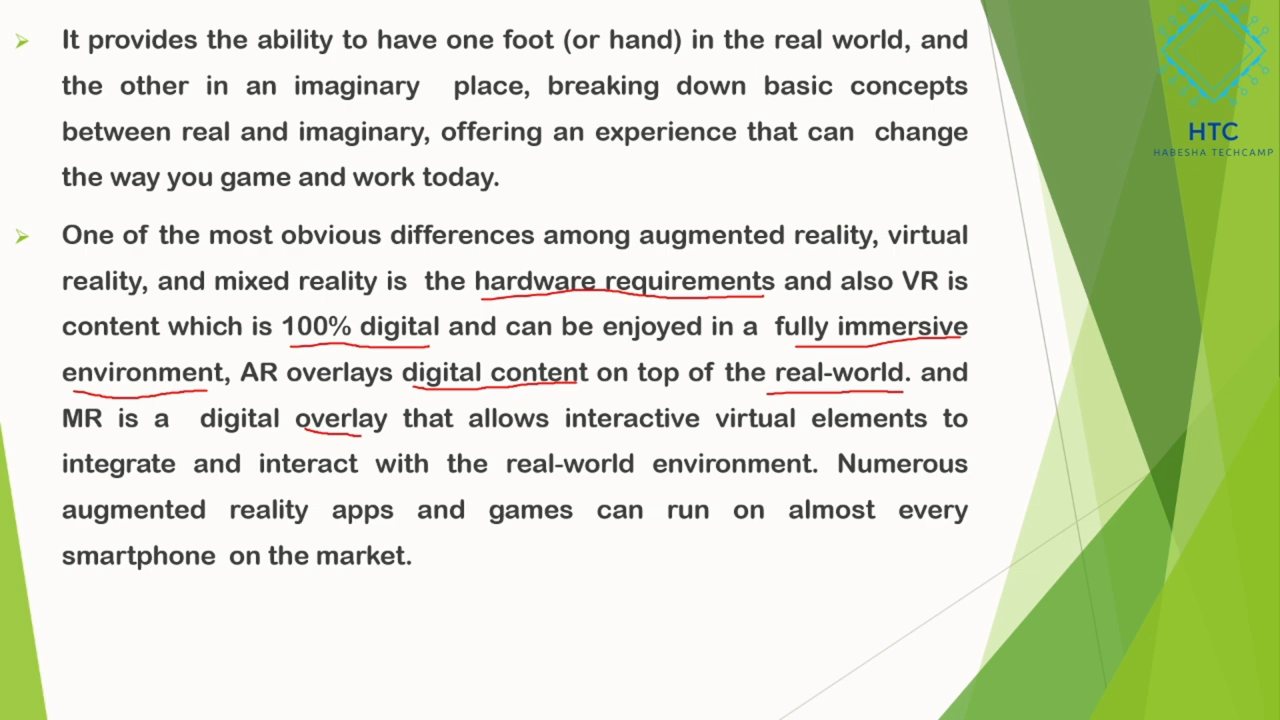 It provides the ability to have one foot (or hand) in the real world, and
the other in an imaginary place, breaking down basic concepts
between real and imaginary, offering an experience that can change
the way you game and work today.
One of the most obvious differences among augmented reality, virtual
reality, and mixed reality is the hardware requirements and also VR is
content which is 100% digital and can be enjoyed in a fully immersive
environment, AR overlays digital content on top of the real-world. and
MR is a digital overlay that allows interactive virtual elements to
integrate and interact with the real-world environment. Numerous
augmented reality apps and games can run on almost every
smartphone on the market.
HTC
HABESHA TECHCAMP